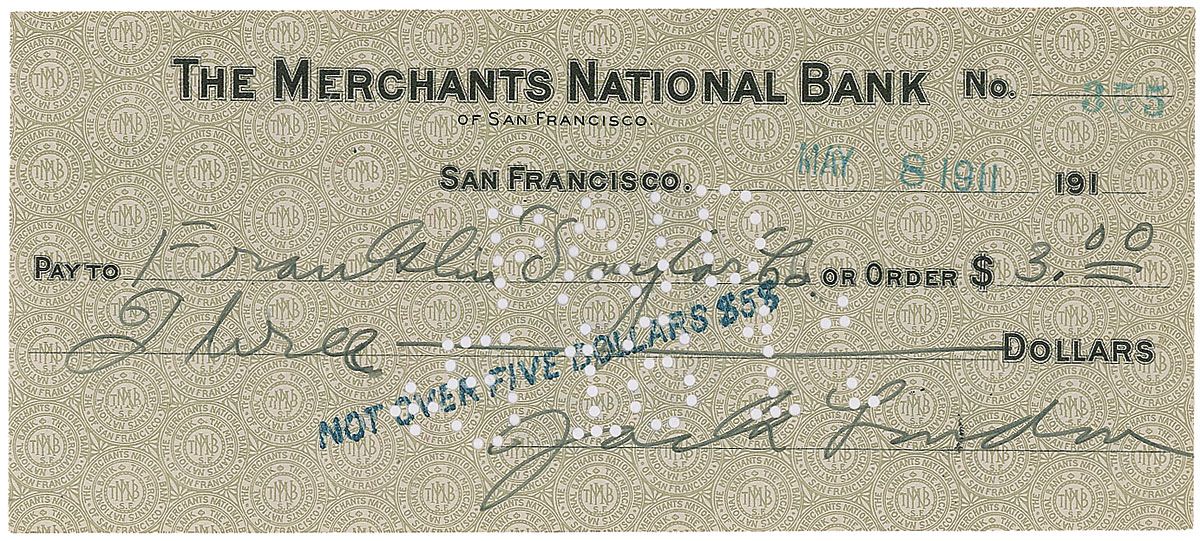 THE MERCHANTS NATIONAL BANK No. 355
OF SAN FRANCISCO.
SAN FRANCISCO. MAY 8 1911 191
PAY TO Franklin Taylor Co. OR ORDER $ 3.00
Three DOLLARS
NOT OVER FIVE DOLLARS $5$
Jack London